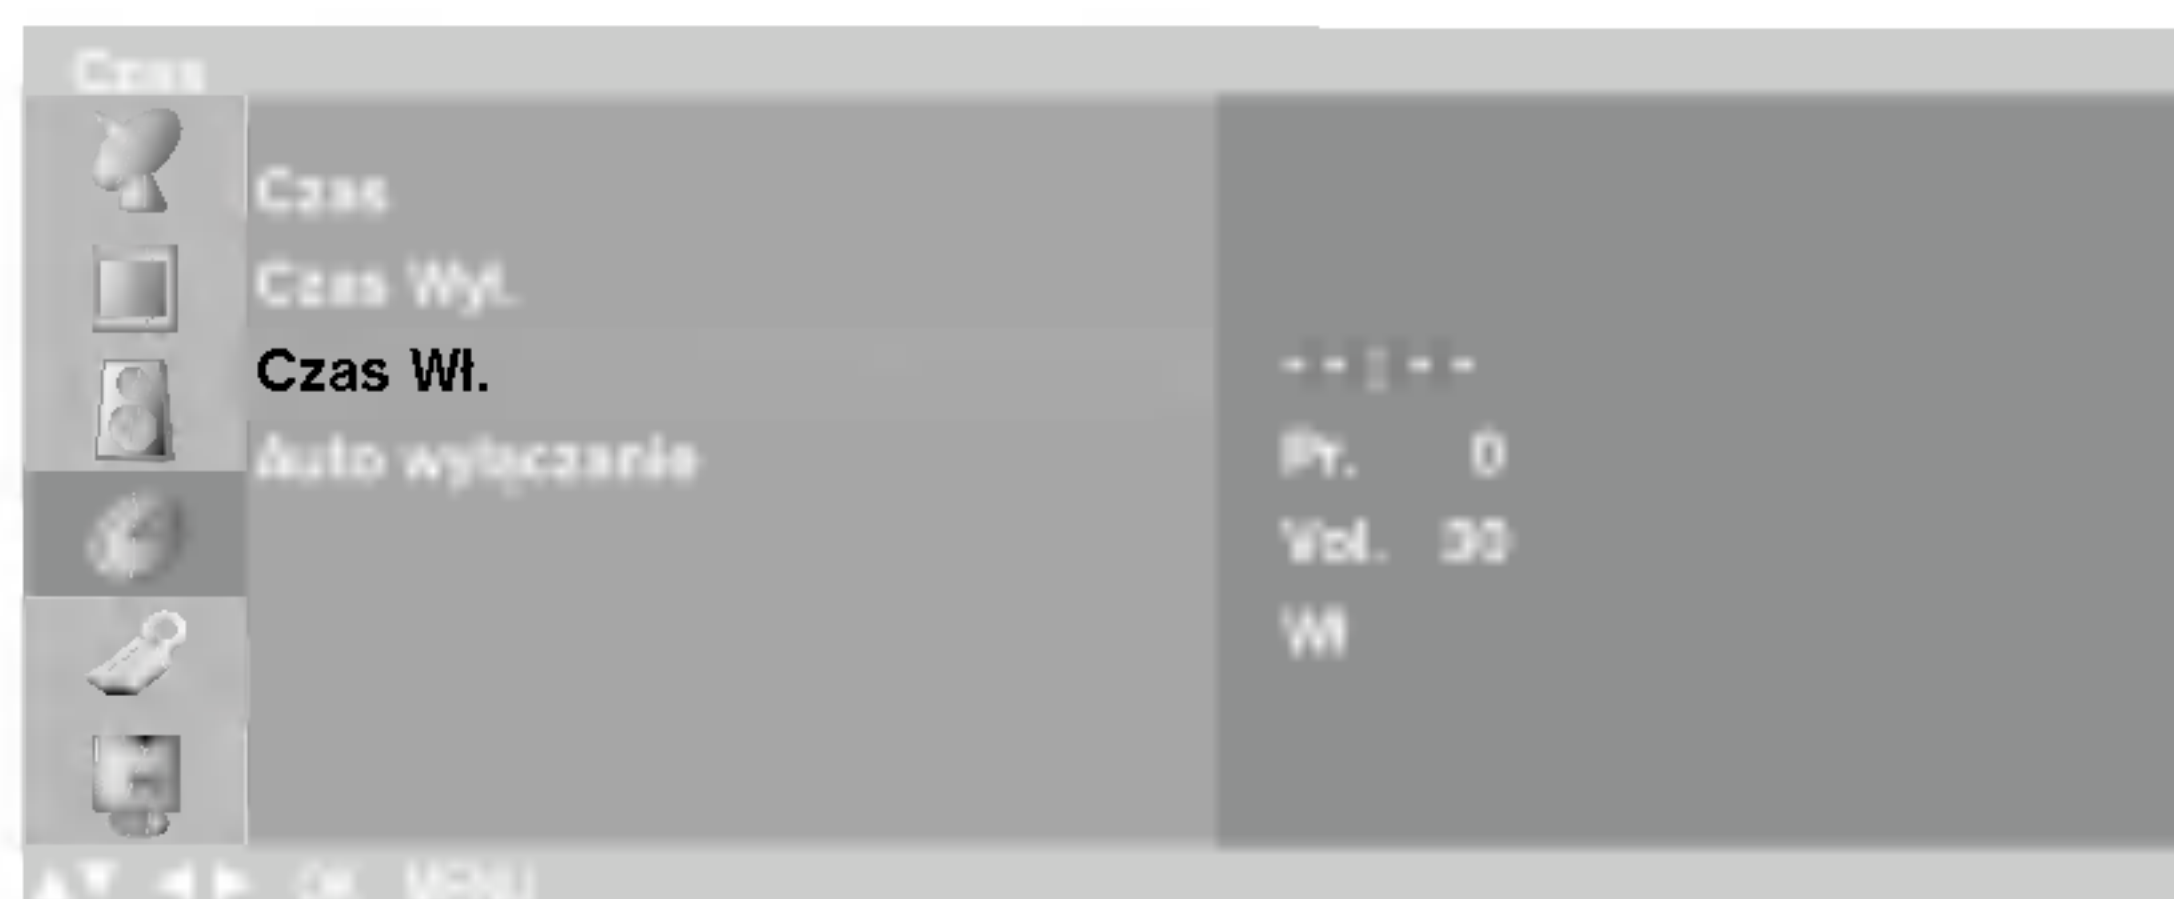 Czas
Czas
Czas Wył.
Czas Wł.
--:--
Auto wyłączanie
Pr. 0
Vol. 30
Wł
▲▼ ◀▶ OK MENU